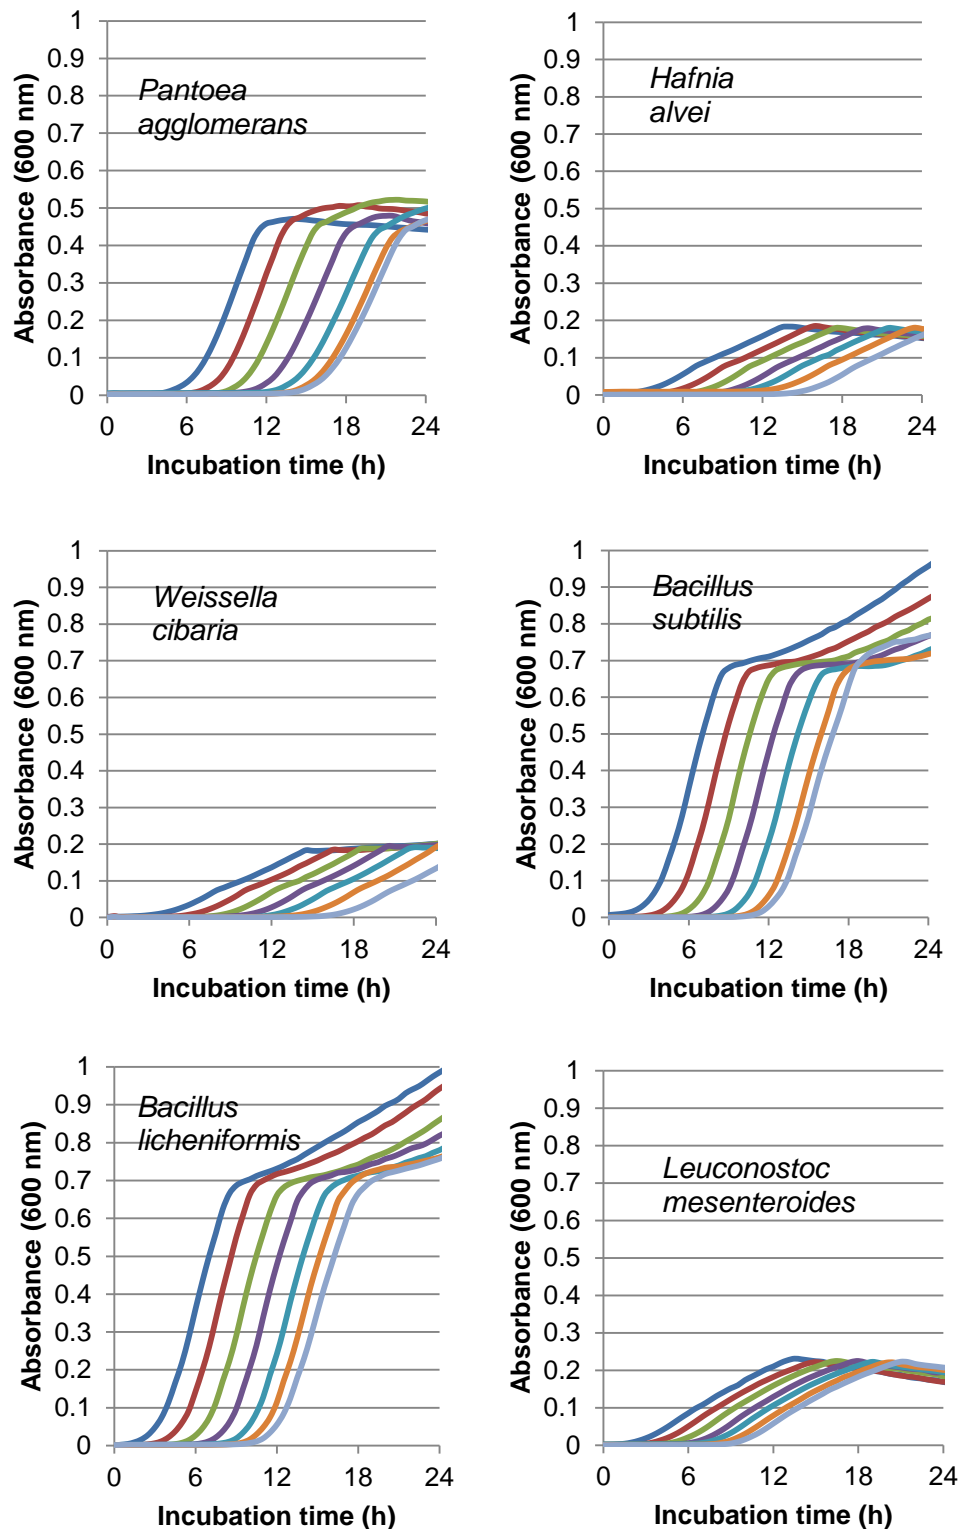 1
0.9
0.8
0.7
0.6
0.5
0.4
0.3
0.2
0.1
0
Absorbance (600 nm)
Pantoea
agglomerans
0 6 12 18 24
Incubation time (h)
1
0.9
0.8
0.7
0.6
0.5
0.4
0.3
0.2
0.1
0
Absorbance (600 nm)
Hafnia
alvei
0 6 12 18 24
Incubation time (h)
1
0.9
0.8
0.7
0.6
0.5
0.4
0.3
0.2
0.1
0
Absorbance (600 nm)
Weissella
cibaria
0 6 12 18 24
Incubation time (h)
1
0.9
0.8
0.7
0.6
0.5
0.4
0.3
0.2
0.1
0
Absorbance (600 nm)
Bacillus
subtilis
0 6 12 18 24
Incubation time (h)
1
0.9
0.8
0.7
0.6
0.5
0.4
0.3
0.2
0.1
0
Absorbance (600 nm)
Bacillus
licheniformis
0 6 12 18 24
Incubation time (h)
1
0.9
0.8
0.7
0.6
0.5
0.4
0.3
0.2
0.1
0
Absorbance (600 nm)
Leuconostoc
mesenteroides
0 6 12 18 24
Incubation time (h)